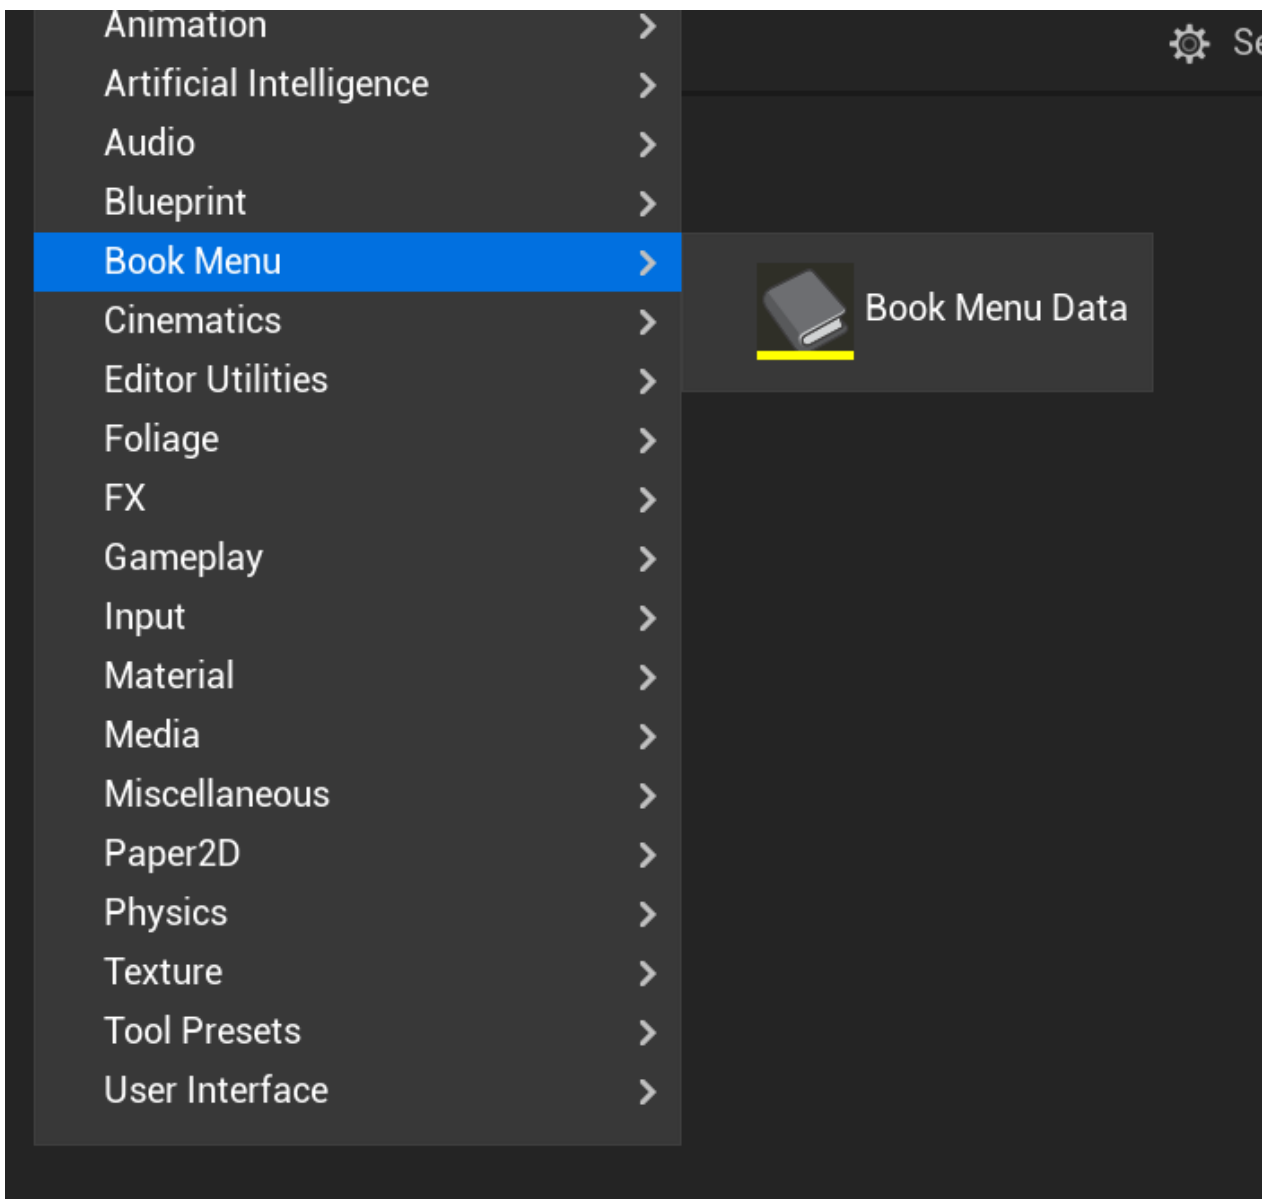 Animation
Se
Artificial Intelligence
Audio
Blueprint
Book Menu
Book Menu Data
Cinematics
Editor Utilities
Foliage
FX
Gameplay
Input
Material
Media
Miscellaneous
Paper2D
Physics
Texture
Tool Presets
User Interface